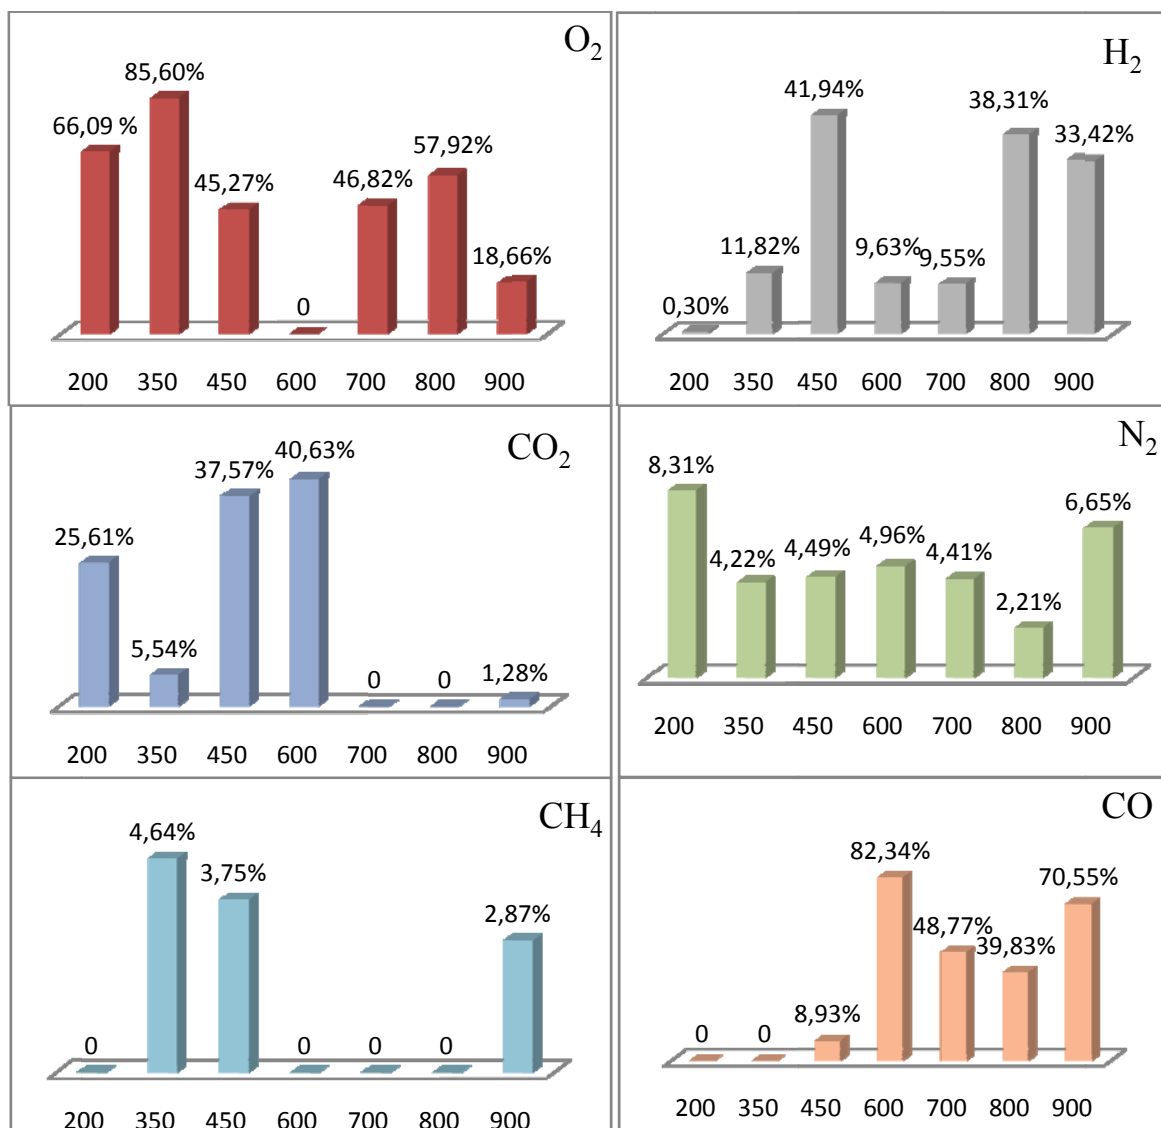 O₂
85,60%
66,09 %
57,92%
45,27%
46,82%
18,66%
0
200 350 450 600 700 800 900
H₂
41,94%
38,31%
33,42%
11,82%
9,63%
9,55%
0,30%
200 350 450 600 700 800 900
CO₂
40,63%
37,57%
25,61%
5,54%
0 0 1,28%
200 350 450 600 700 800 900
N₂
8,31%
6,65%
4,96%
4,22% 4,49% 4,41%
2,21%
200 350 450 600 700 800 900
CH₄
4,64%
3,75%
2,87%
0 0 0 0
200 350 450 600 700 800 900
CO
82,34%
70,55%
48,77%
39,83%
8,93%
0 0
200 350 450 600 700 800 900